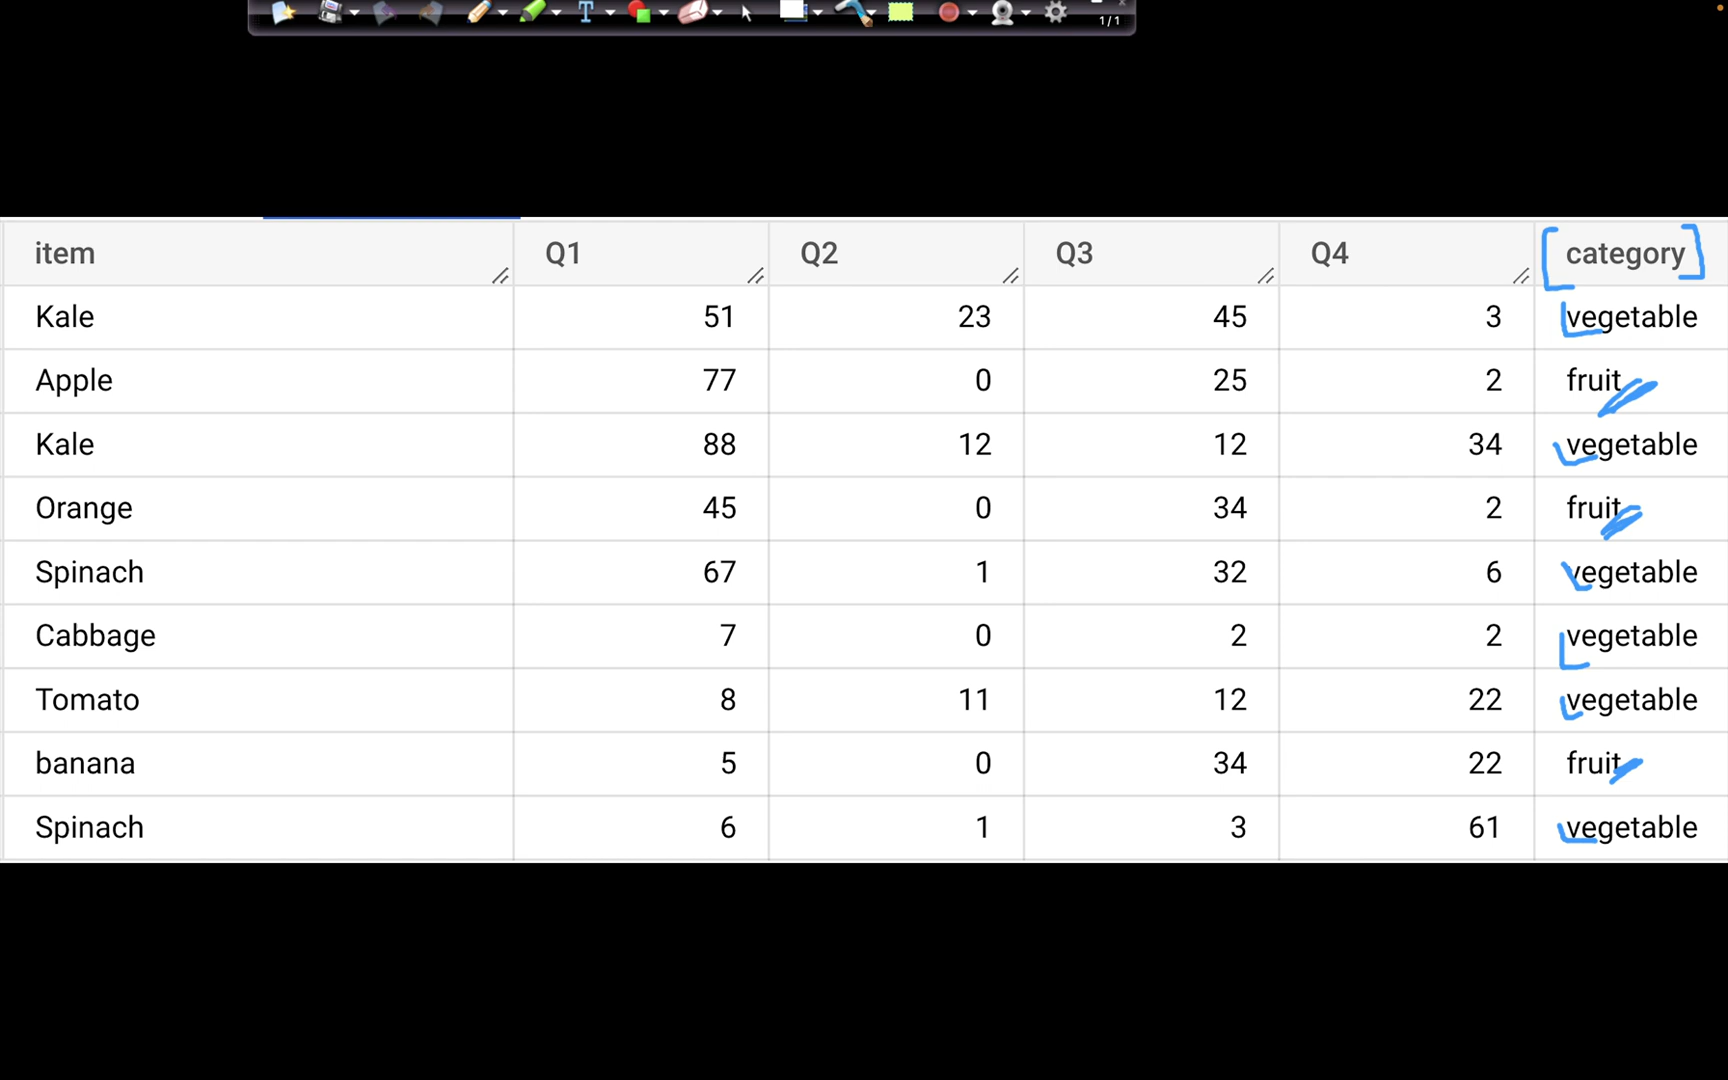 T
1/1
item Q1 Q2 Q3 Q4 category
Kale 51 23 45 3 vegetable
Apple 77 0 25 2 fruit
Kale 88 12 12 34 vegetable
Orange 45 0 34 2 fruit
Spinach 67 1 32 6 vegetable
Cabbage 7 0 2 2 vegetable
Tomato 8 11 12 22 vegetable
banana 5 0 34 22 fruit
Spinach 6 1 3 61 vegetable